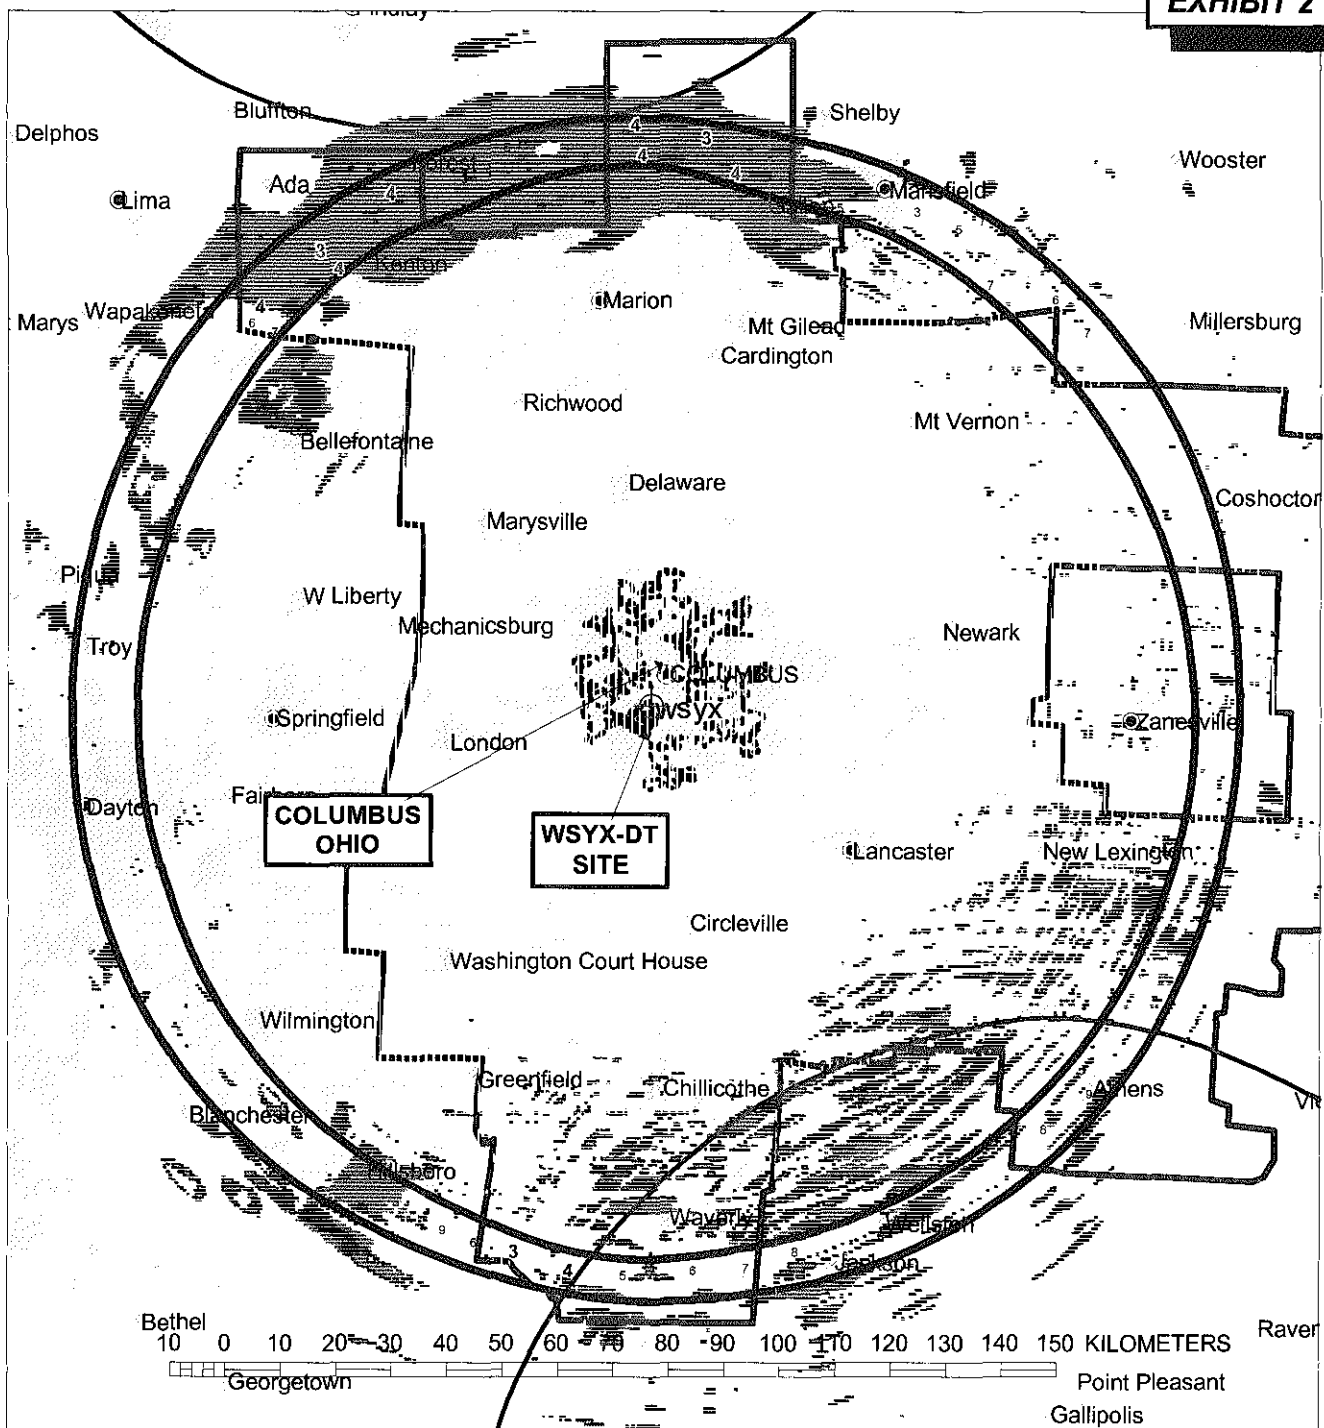 EXHIBIT 2
Findlay
Bluffton
Delphos
Shelby
Wooster
Ada
Forest
Lima
Mansfield
Kenton
Marion
Wapakoneta
Marys
Mt Gilead
Millersburg
Cardington
Richwood
Mt Vernon
Bellefontaine
Delaware
Coshocton
Marysville
Piqua
W Liberty
Mechanicsburg
Newark
Troy
COLUMBUS
wsyx
Springfield
Zanesville
London
Dayton
COLUMBUS
OHIO
WSYX-DT
SITE
Lancaster
New Lexington
Circleville
Washington Court House
Wilmington
Greenfield
Chillicothe
Athens
Blanchester
Hillsboro
Waverly
Wellston
Jackson
Bethel
10 0 10 20 30 40 50 60 70 80 90 100 110 120 130 140 150 KILOMETERS
Raven
Georgetown
Point Pleasant
Gallipolis